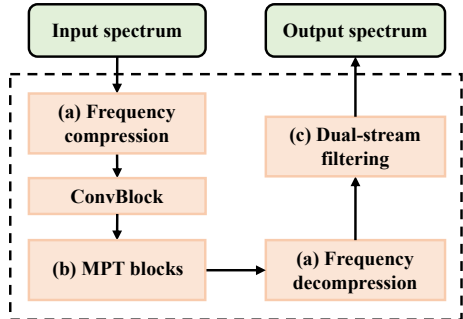 Input spectrum
Output spectrum
(a) Frequency
compression
(c) Dual-stream
filtering
ConvBlock
(b) MPT blocks
(a) Frequency
decompression